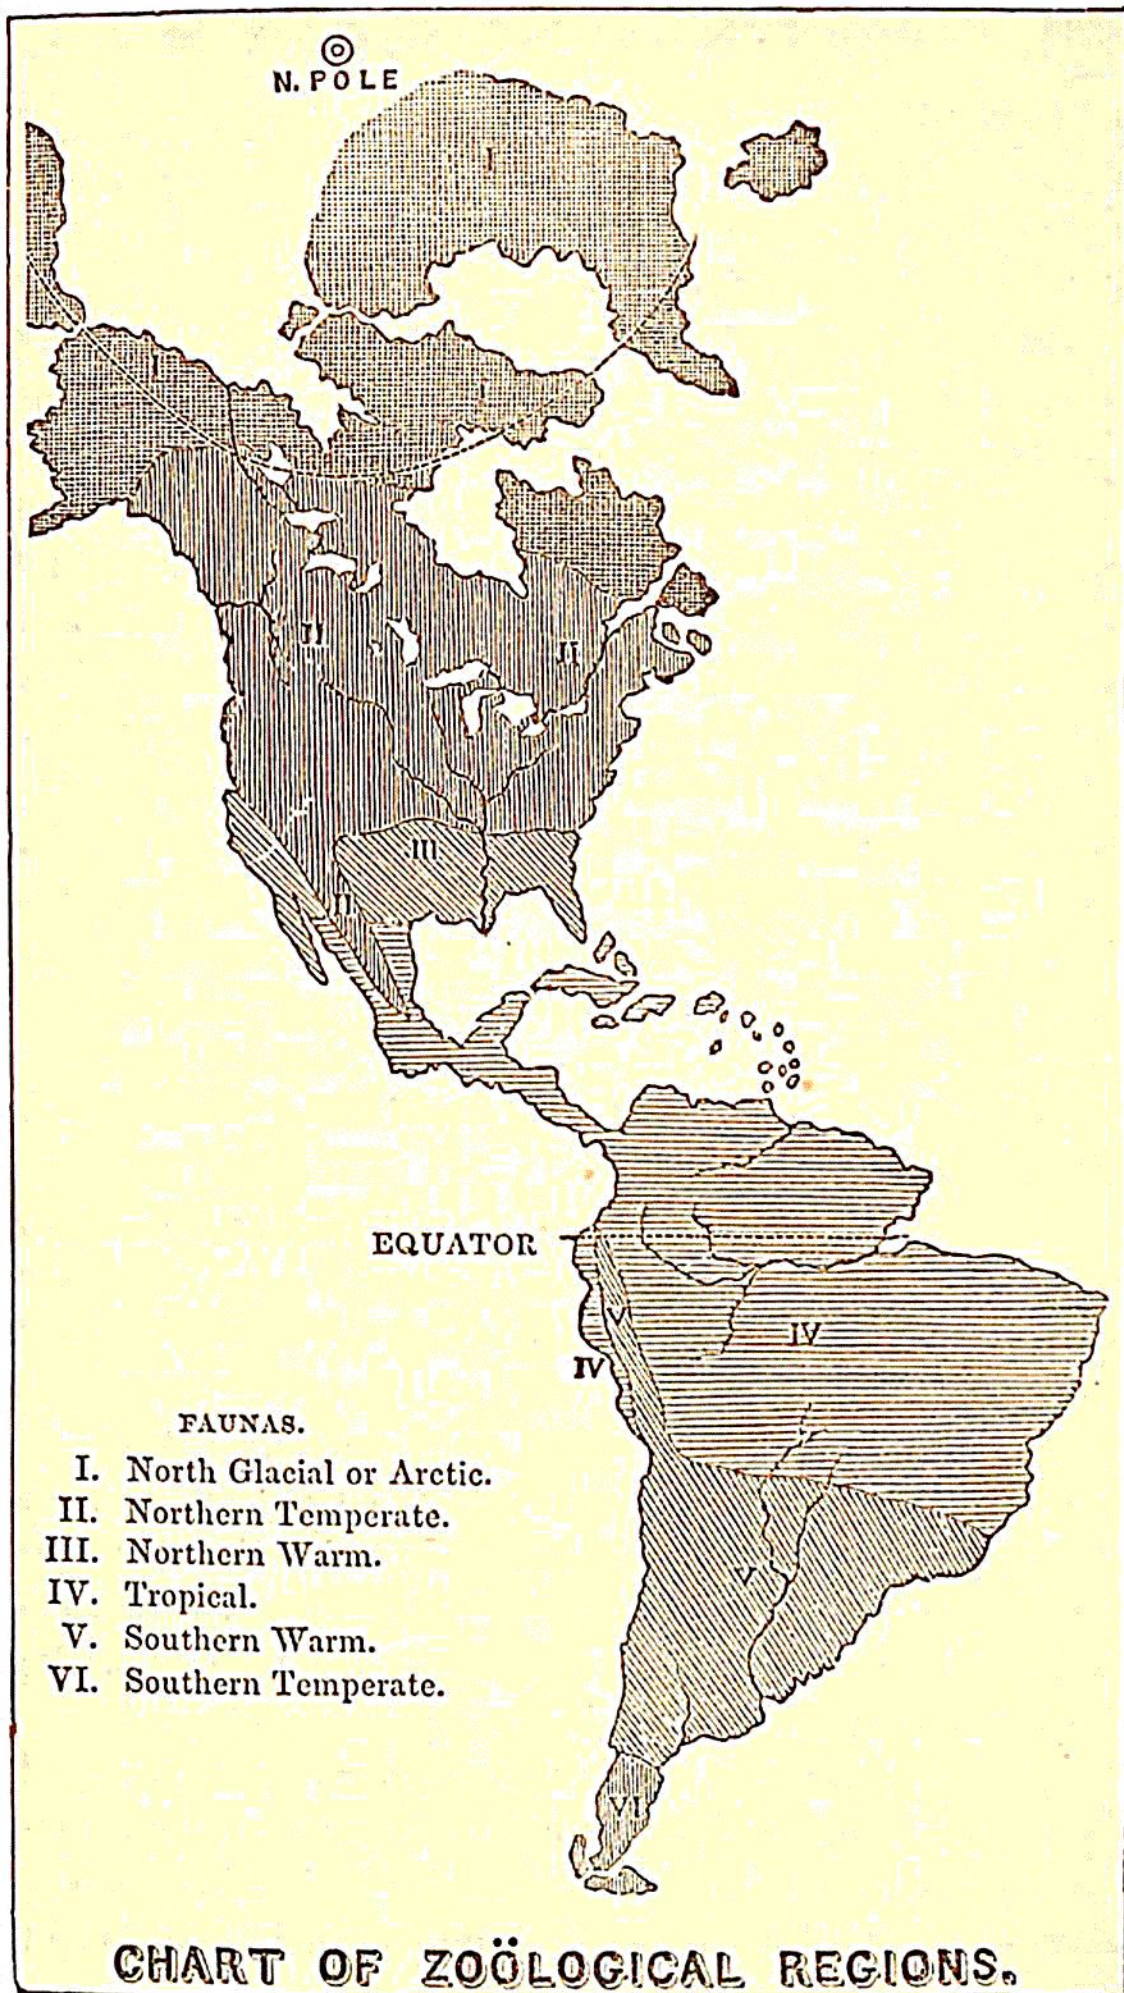 N. POLE
I
I
I
II
II
III
II
EQUATOR
V
IV
IV
FAUNAS.
I. North Glacial or Arctic.
II. Northern Temperate.
III. Northern Warm.
IV. Tropical.
V. Southern Warm.
VI. Southern Temperate.
V
VI
CHART OF ZOÖLOGICAL REGIONS.